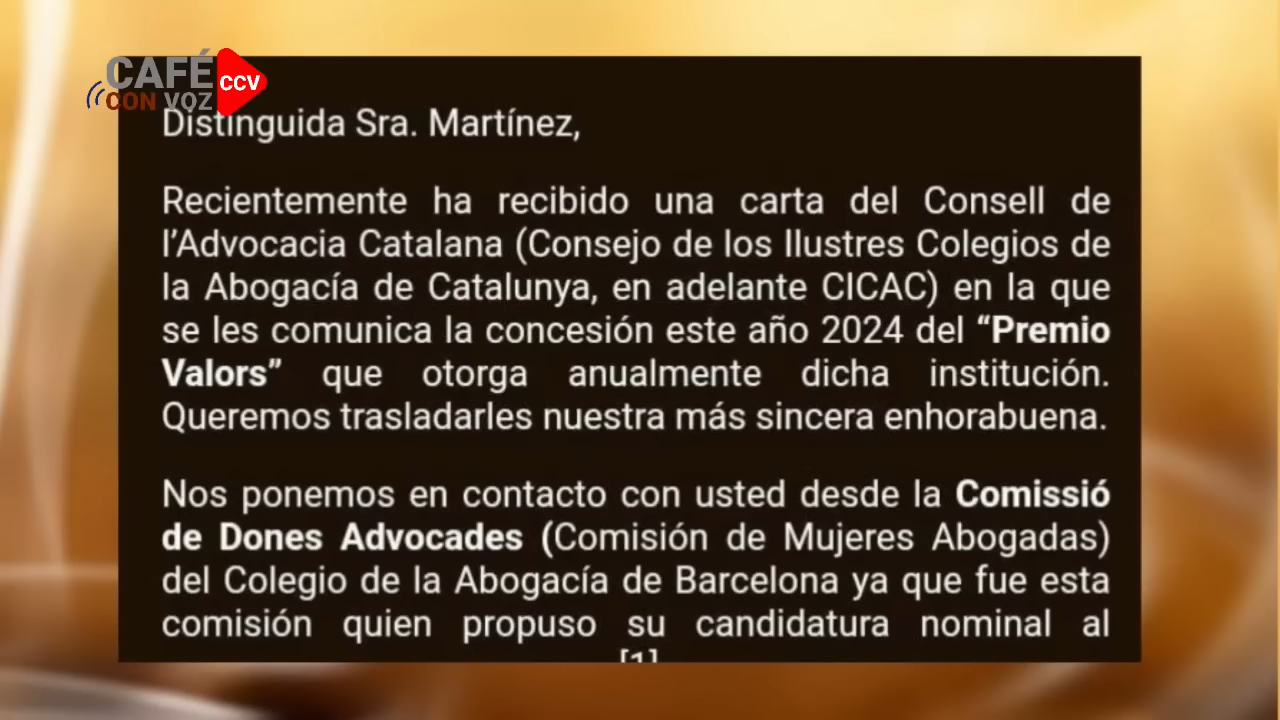 CAFÉ
CON VOZ
CCV
Distinguida Sra. Martínez,
Recientemente ha recibido una carta del Consell de
l’Advocacia Catalana (Consejo de los Ilustres Colegios de
la Abogacía de Catalunya, en adelante CICAC) en la que
se les comunica la concesión este año 2024 del “Premio
Valors” que otorga anualmente dicha institución.
Queremos trasladarles nuestra más sincera enhorabuena.
Nos ponemos en contacto con usted desde la Comissió
de Dones Advocades (Comisión de Mujeres Abogadas)
del Colegio de la Abogacía de Barcelona ya que fue esta
comisión quien propuso su candidatura nominal al
[1]